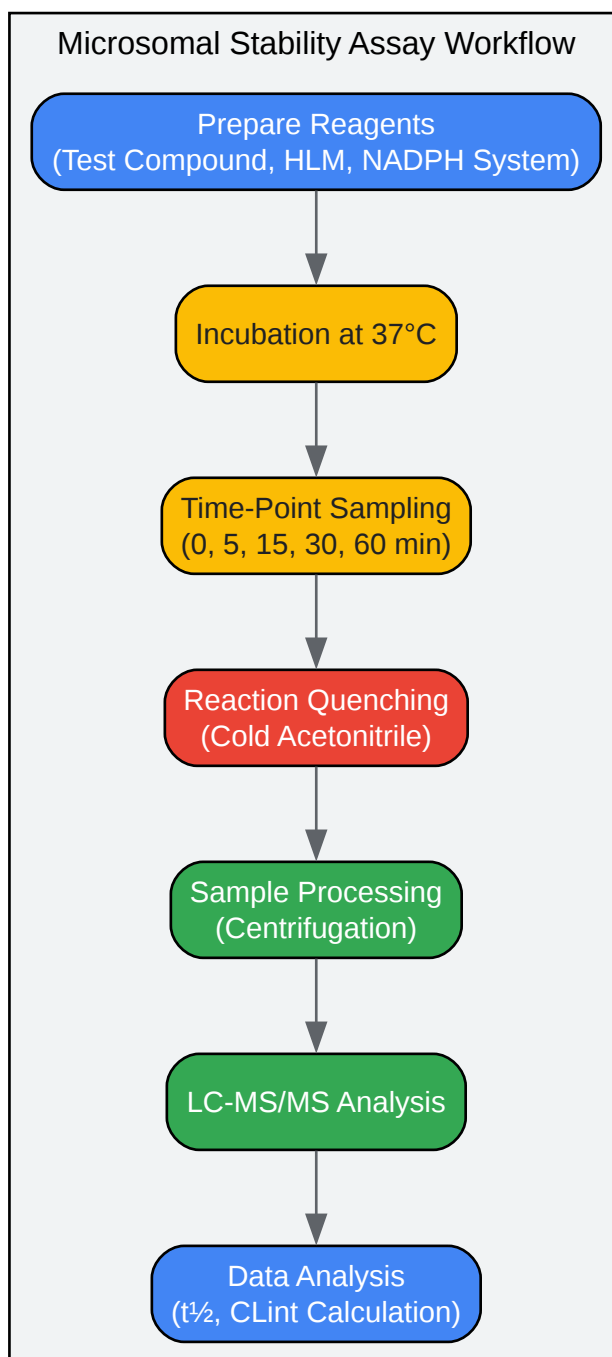 Microsomal Stability Assay Workflow
Prepare Reagents
(Test Compound, HLM, NADPH System)
Incubation at 37°C
Time-Point Sampling
(0, 5, 15, 30, 60 min)
Reaction Quenching
(Cold Acetonitrile)
Sample Processing
(Centrifugation)
LC-MS/MS Analysis
Data Analysis
(t½, CLint Calculation)